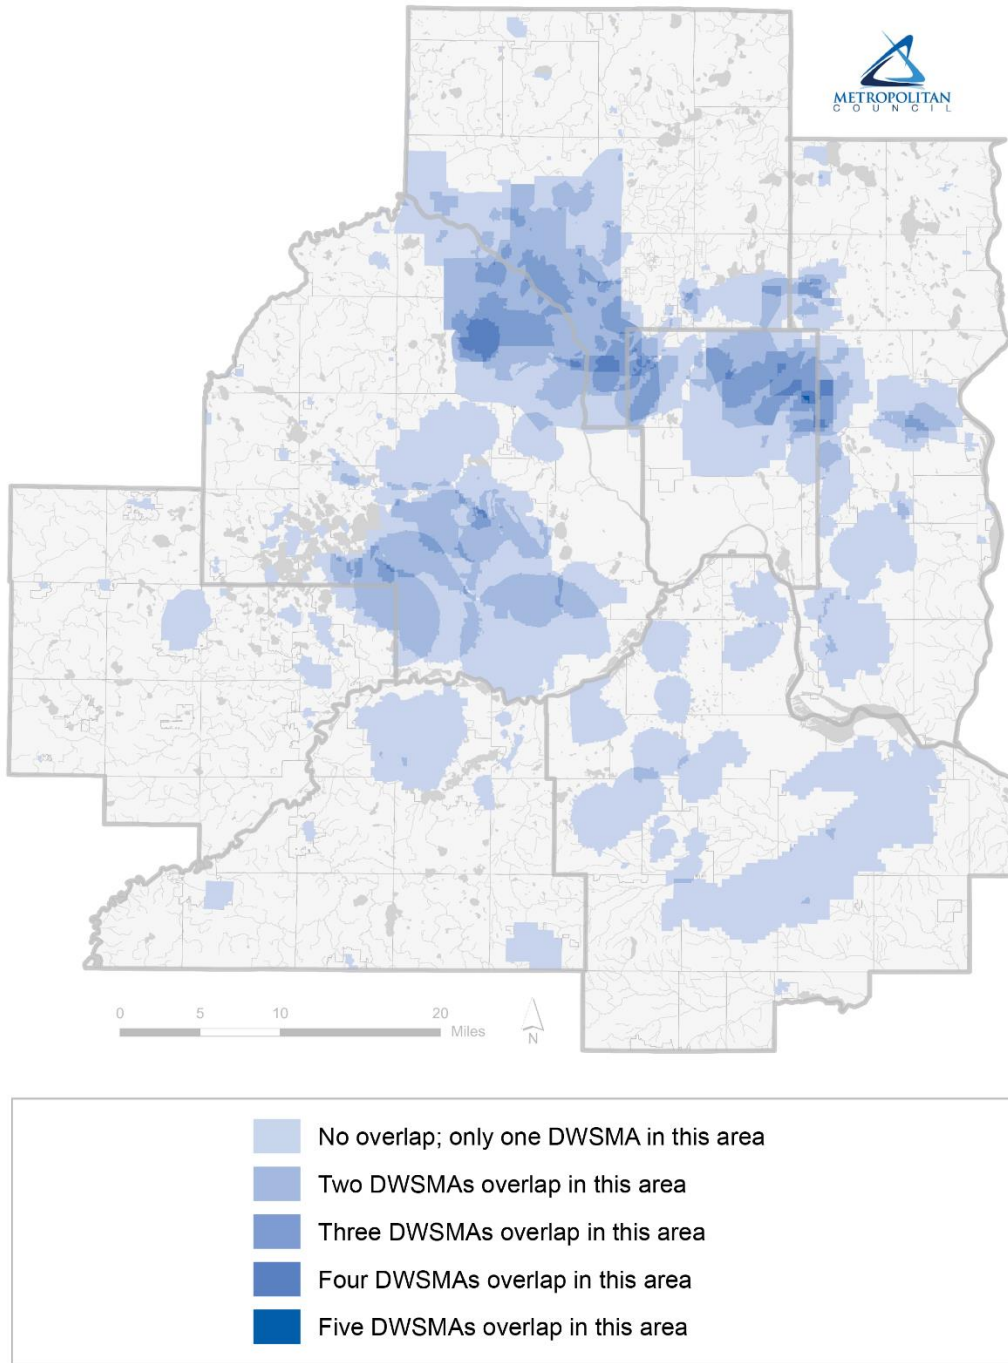 METROPOLITAN
COUNCIL
0 5 10 20
Miles
N
No overlap; only one DWSMA in this area
Two DWSMAs overlap in this area
Three DWSMAs overlap in this area
Four DWSMAs overlap in this area
Five DWSMAs overlap in this area